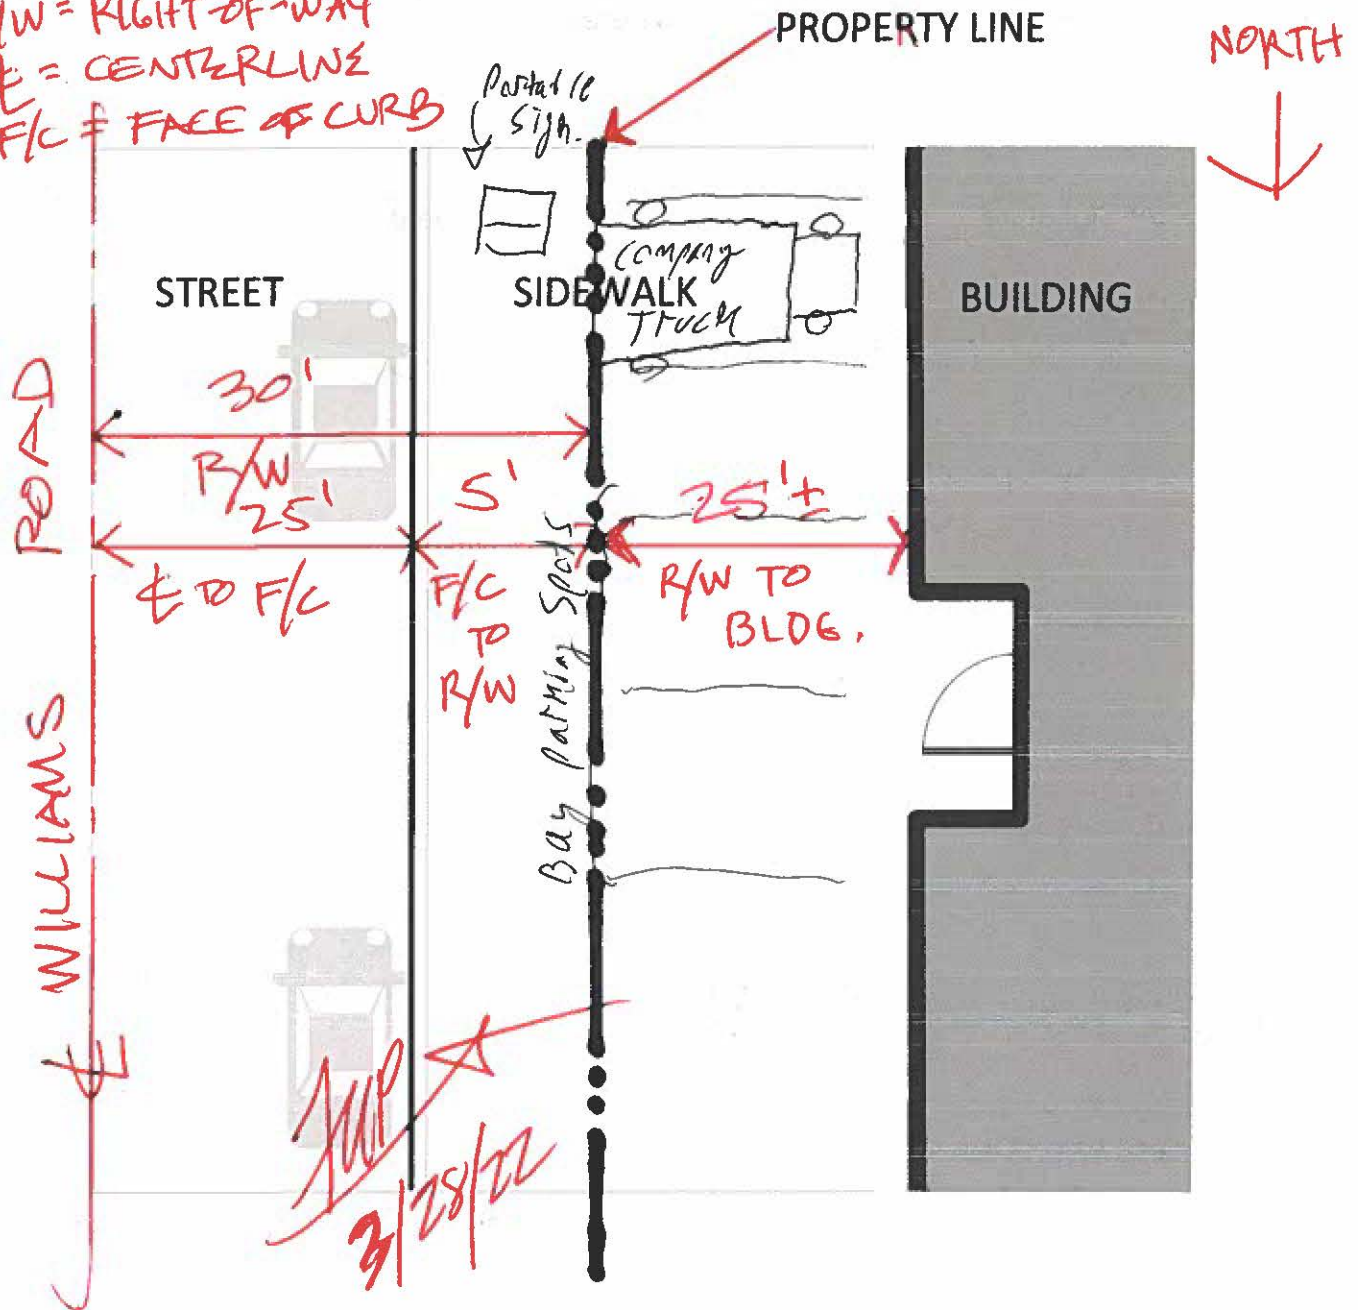 R/W = RIGHT-OF-WAY
℄ = CENTERLINE
F/C = FACE OF CURB
PROPERTY LINE
NORTH
Portable
Sign.
STREET
SIDEWALK
Company
Truck
BUILDING
30'
R/W
25'
℄ TO F/C
5'
F/C
TO
R/W
25'±
R/W TO
BLDG.
Bay Parking Spots
WILLIAMS ROAD
℄
3/28/22